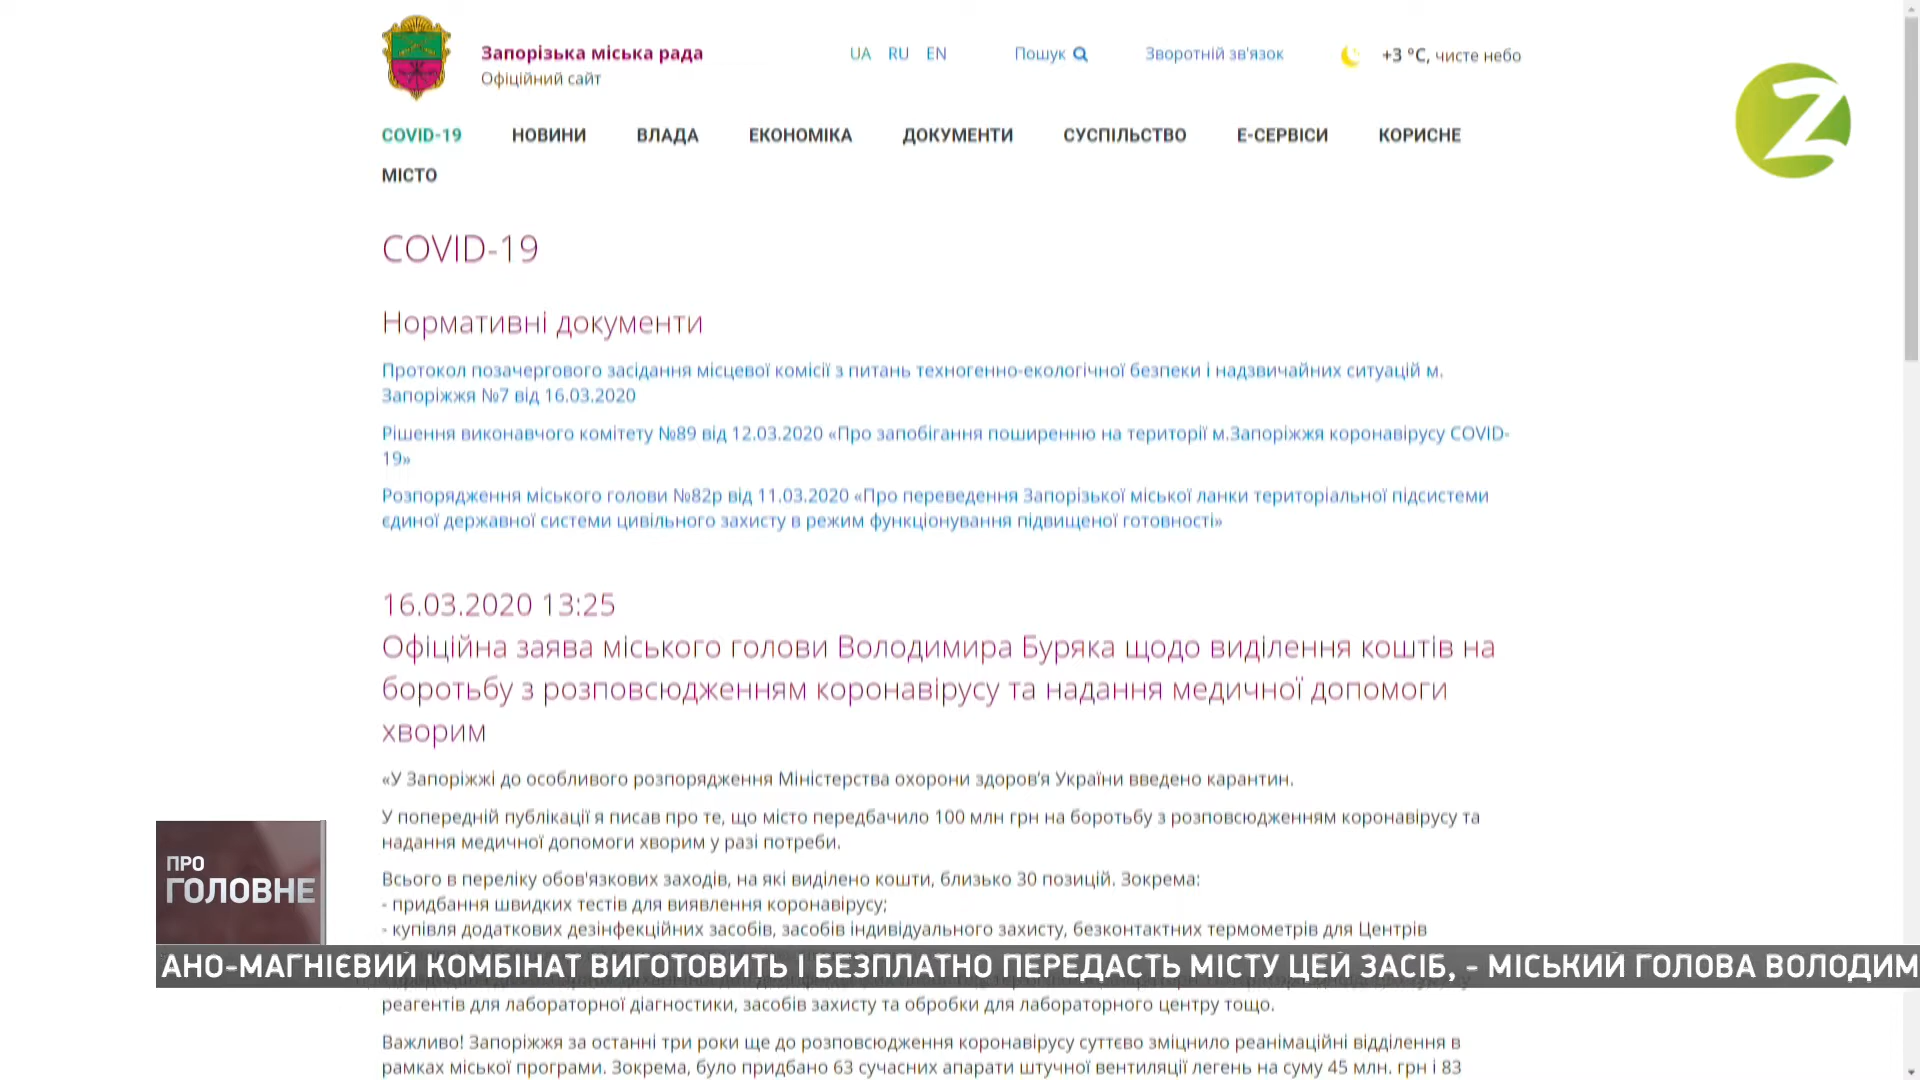 Запорізька міська рада
Офіційний сайт
UA RU EN
Пошук
Зворотній зв'язок
+3 °C, чисте небо
Z
COVID-19 НОВИНИ ВЛАДА ЕКОНОМІКА ДОКУМЕНТИ СУСПІЛЬСТВО Е-СЕРВІСИ КОРИСНЕ
МІСТО
COVID-19
Нормативні документи
Протокол позачергового засідання місцевої комісії з питань техногенно-екологічної безпеки і надзвичайних ситуацій м.
Запоріжжя №7 від 16.03.2020
Рішення виконавчого комітету №89 від 12.03.2020 «Про запобігання поширенню на території м.Запоріжжя коронавірусу COVID-
19»
Розпорядження міського голови №82р від 11.03.2020 «Про переведення Запорізької міської ланки територіальної підсистеми
єдиної державної системи цивільного захисту в режим функціонування підвищеної готовності»
16.03.2020 13:25
Офіційна заява міського голови Володимира Буряка щодо виділення коштів на
боротьбу з розповсюдженням коронавірусу та надання медичної допомоги
хворим
«У Запоріжжі до особливого розпорядження Міністерства охорони здоров'я України введено карантин.
У попередній публікації я писав про те, що місто передбачило 100 млн грн на боротьбу з розповсюдженням коронавірусу та
надання медичної допомоги хворим у разі потреби.
Всього в переліку обов'язкових заходів, на які виділено кошти, близько 30 позицій. Зокрема:
- придбання швидких тестів для виявлення коронавірусу;
- купівля додаткових дезінфекційних засобів, засобів індивідуального захисту, безконтактних термометрів для Центрів
ПРО
ГОЛОВНЕ
АНО-МАГНІЄВИЙ КОМБІНАТ ВИГОТОВИТЬ І БЕЗПЛАТНО ПЕРЕДАСТЬ МІСТУ ЦЕЙ ЗАСІБ, - МІСЬКИЙ ГОЛОВА ВОЛОДИМ
реагентів для лабораторної діагностики, засобів захисту та обробки для лабораторного центру тощо.
Важливо! Запоріжжя за останні три роки ще до розповсюдження коронавірусу суттєво зміцнило реанімаційні відділення в
рамках міської програми. Зокрема, було придбано 63 сучасних апарати штучної вентиляції легень на суму 45 млн. грн і 83